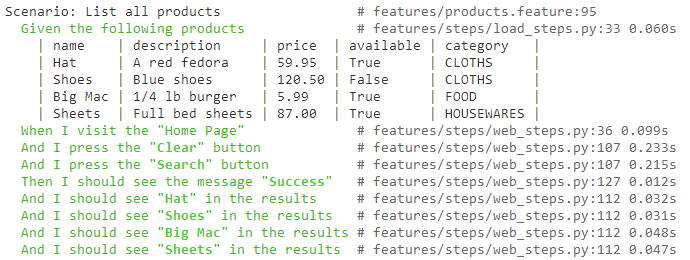 Scenario: List all products # features/products.feature:95
Given the following products # features/steps/load_steps.py:33 0.060s
| name | description | price | available | category |
| Hat | A red fedora | 59.95 | True | CLOTHS |
| Shoes | Blue shoes | 120.50 | False | CLOTHS |
| Big Mac | 1/4 lb burger | 5.99 | True | FOOD |
| Sheets | Full bed sheets | 87.00 | True | HOUSEWARES |
When I visit the "Home Page" # features/steps/web_steps.py:36 0.099s
And I press the "Clear" button # features/steps/web_steps.py:107 0.233s
And I press the "Search" button # features/steps/web_steps.py:107 0.215s
Then I should see the message "Success" # features/steps/web_steps.py:127 0.012s
And I should see "Hat" in the results # features/steps/web_steps.py:112 0.032s
And I should see "Shoes" in the results # features/steps/web_steps.py:112 0.031s
And I should see "Big Mac" in the results # features/steps/web_steps.py:112 0.048s
And I should see "Sheets" in the results # features/steps/web_steps.py:112 0.047s